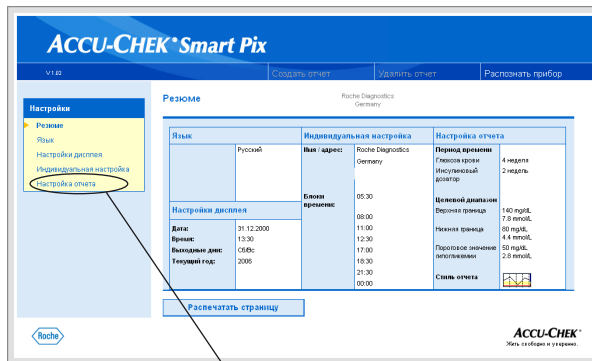 ACCU-CHEK® Smart Pix
V 1.02
Создать отчет
Удалить отчет
Распознать прибор
Настройки
Резюме
Язык
Настройки дисплея
Индивидуальная настройка
Настройка отчета
Резюме
Roche Diagnostics
Germany
Язык
Русский
Настройки дисплея
Дата: 31.12.2000
Время: 13:30
Выходные дни: Сб/Вс
Текущий год: 2006
Индивидуальная настройка
Имя / адрес: Roche Diagnostics
Germany
Блоки времени:
05:30
08:00
11:00
12:30
17:00
18:30
21:30
00:00
Настройка отчета
Период времени
Глюкоза крови 4 недели
Инсулиновый дозатор 2 недель
Целевой диапазон
Верхняя граница 140 mg/dL
7.8 mmol/L
Нижняя граница 80 mg/dL
4.4 mmol/L
Пороговое значение гипогликемии 50 mg/dL
2.8 mmol/L
Стиль отчета
Распечатать страницу
Roche
ACCU-CHEK®
Жить свободно и уверенно.